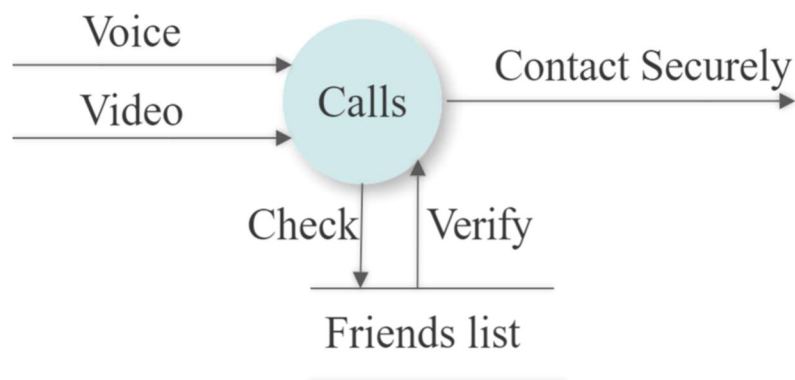 Voice
Video
Calls
Contact Securely
Check
Verify
Friends list